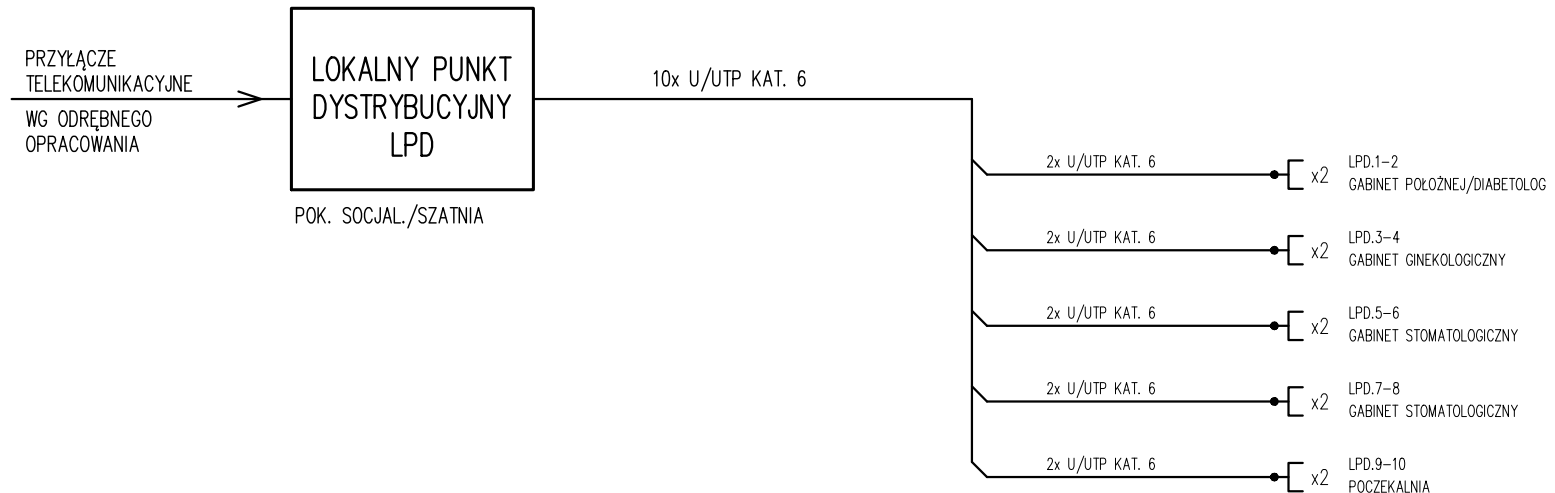 PRZYŁĄCZE
TELEKOMUNIKACYJNE
WG ODRĘBNEGO
OPRACOWANIA
LOKALNY PUNKT
DYSTRYBUCYJNY
LPD
POK. SOCJAL./SZATNIA
10x U/UTP KAT. 6
2x U/UTP KAT. 6
x2
LPD.1-2
GABINET POŁOŻNEJ/DIABETOLOG
2x U/UTP KAT. 6
x2
LPD.3-4
GABINET GINEKOLOGICZNY
2x U/UTP KAT. 6
x2
LPD.5-6
GABINET STOMATOLOGICZNY
2x U/UTP KAT. 6
x2
LPD.7-8
GABINET STOMATOLOGICZNY
2x U/UTP KAT. 6
x2
LPD.9-10
POCZEKALNIA